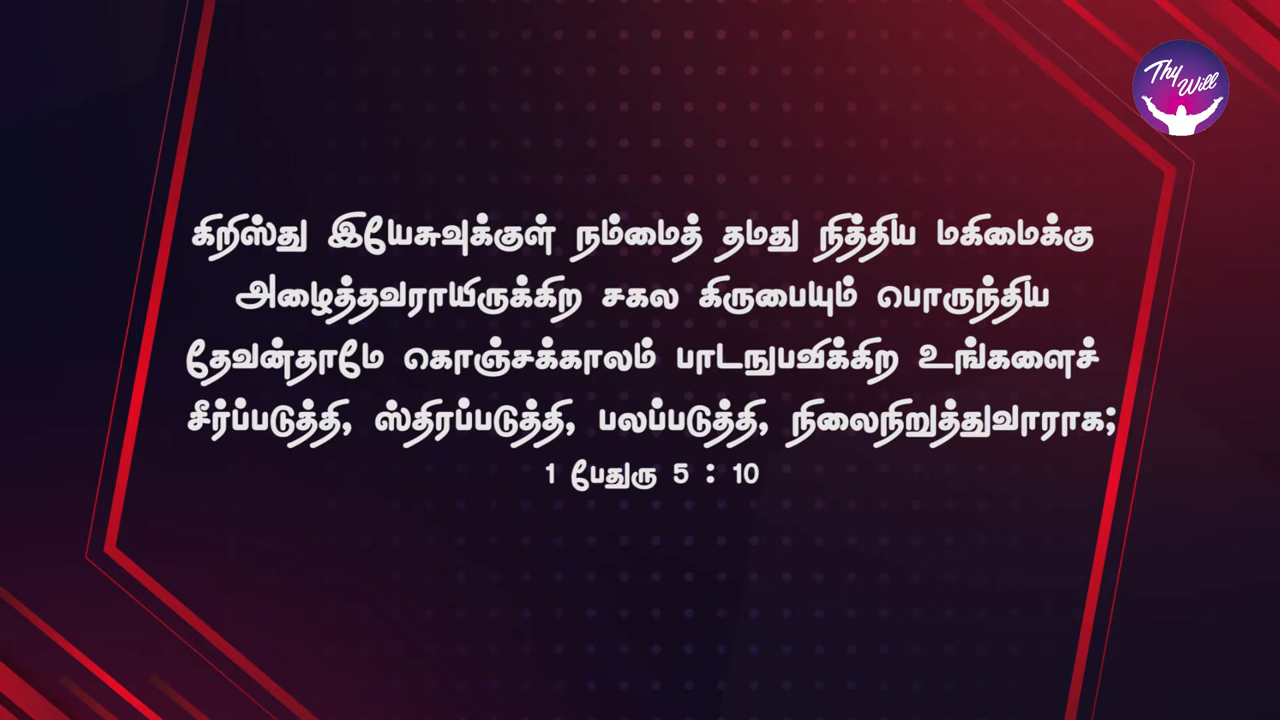 Thy Will
கிறிஸ்து இயேசுவுக்குள் நம்மைத் தமது நித்திய மகிமைக்கு
அழைத்தவராயிருக்கிற சகல கிருபையும் பொருந்திய
தேவன்தாமே கொஞ்சக்காலம் பாடநுபவிக்கிற உங்களைச்
சீர்ப்படுத்தி, ஸ்திரப்படுத்தி, பலப்படுத்தி, நிலைநிறுத்துவாராக;
1 பேதுரு 5 : 10